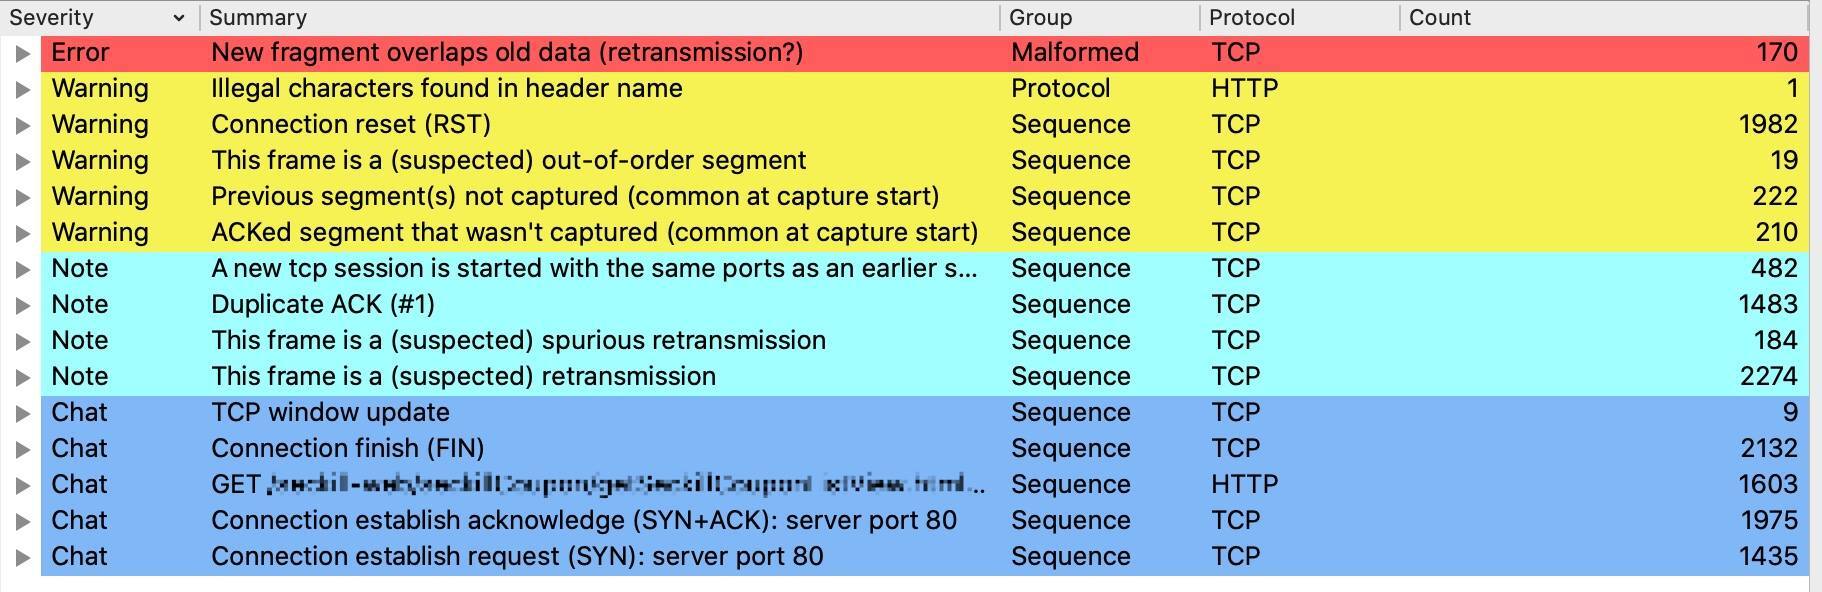 Severity Summary Group Protocol Count
Error New fragment overlaps old data (retransmission?) Malformed TCP 170
Warning Illegal characters found in header name Protocol HTTP 1
Warning Connection reset (RST) Sequence TCP 1982
Warning This frame is a (suspected) out-of-order segment Sequence TCP 19
Warning Previous segment(s) not captured (common at capture start) Sequence TCP 222
Warning ACKed segment that wasn't captured (common at capture start) Sequence TCP 210
Note A new tcp session is started with the same ports as an earlier s... Sequence TCP 482
Note Duplicate ACK (#1) Sequence TCP 1483
Note This frame is a (suspected) spurious retransmission Sequence TCP 184
Note This frame is a (suspected) retransmission Sequence TCP 2274
Chat TCP window update Sequence TCP 9
Chat Connection finish (FIN) Sequence TCP 2132
Chat GET Sequence HTTP 1603
Chat Connection establish acknowledge (SYN+ACK): server port 80 Sequence TCP 1975
Chat Connection establish request (SYN): server port 80 Sequence TCP 1435